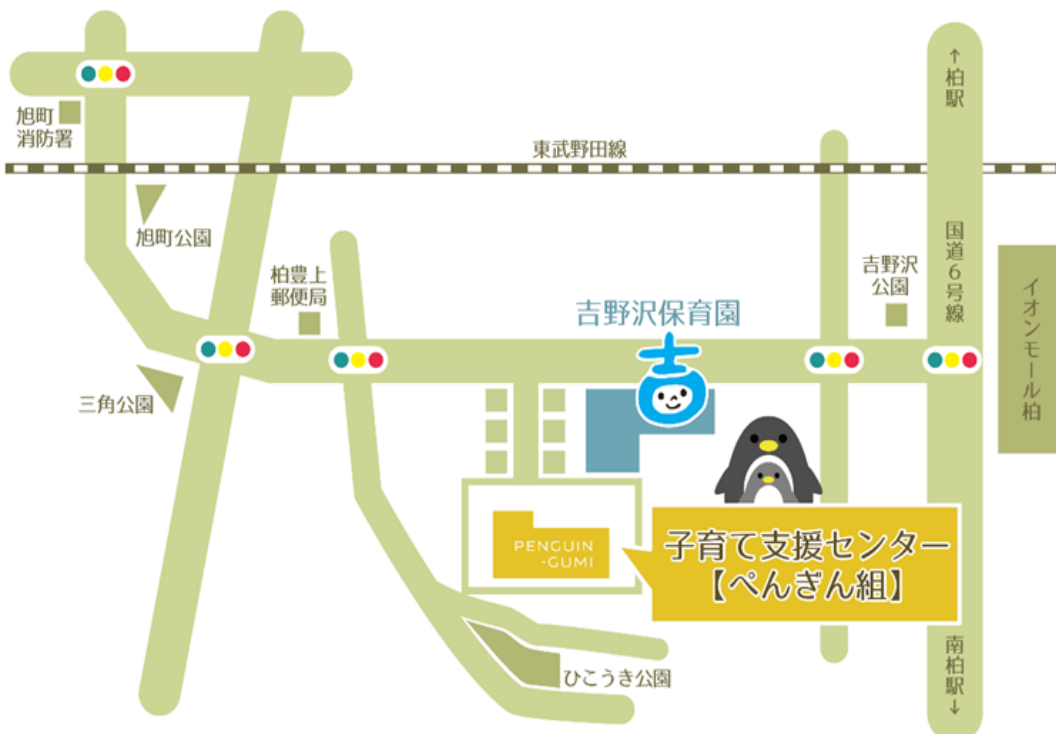 ↑柏駅
旭町
消防署
東武野田線
旭町公園
国道6号線
柏豊上
郵便局
吉野沢
公園
吉野沢保育園
イオンモール柏
三角公園
PENGUIN
-GUMI
子育て支援センター
【ぺんぎん組】
ひこうき公園
南柏駅↓